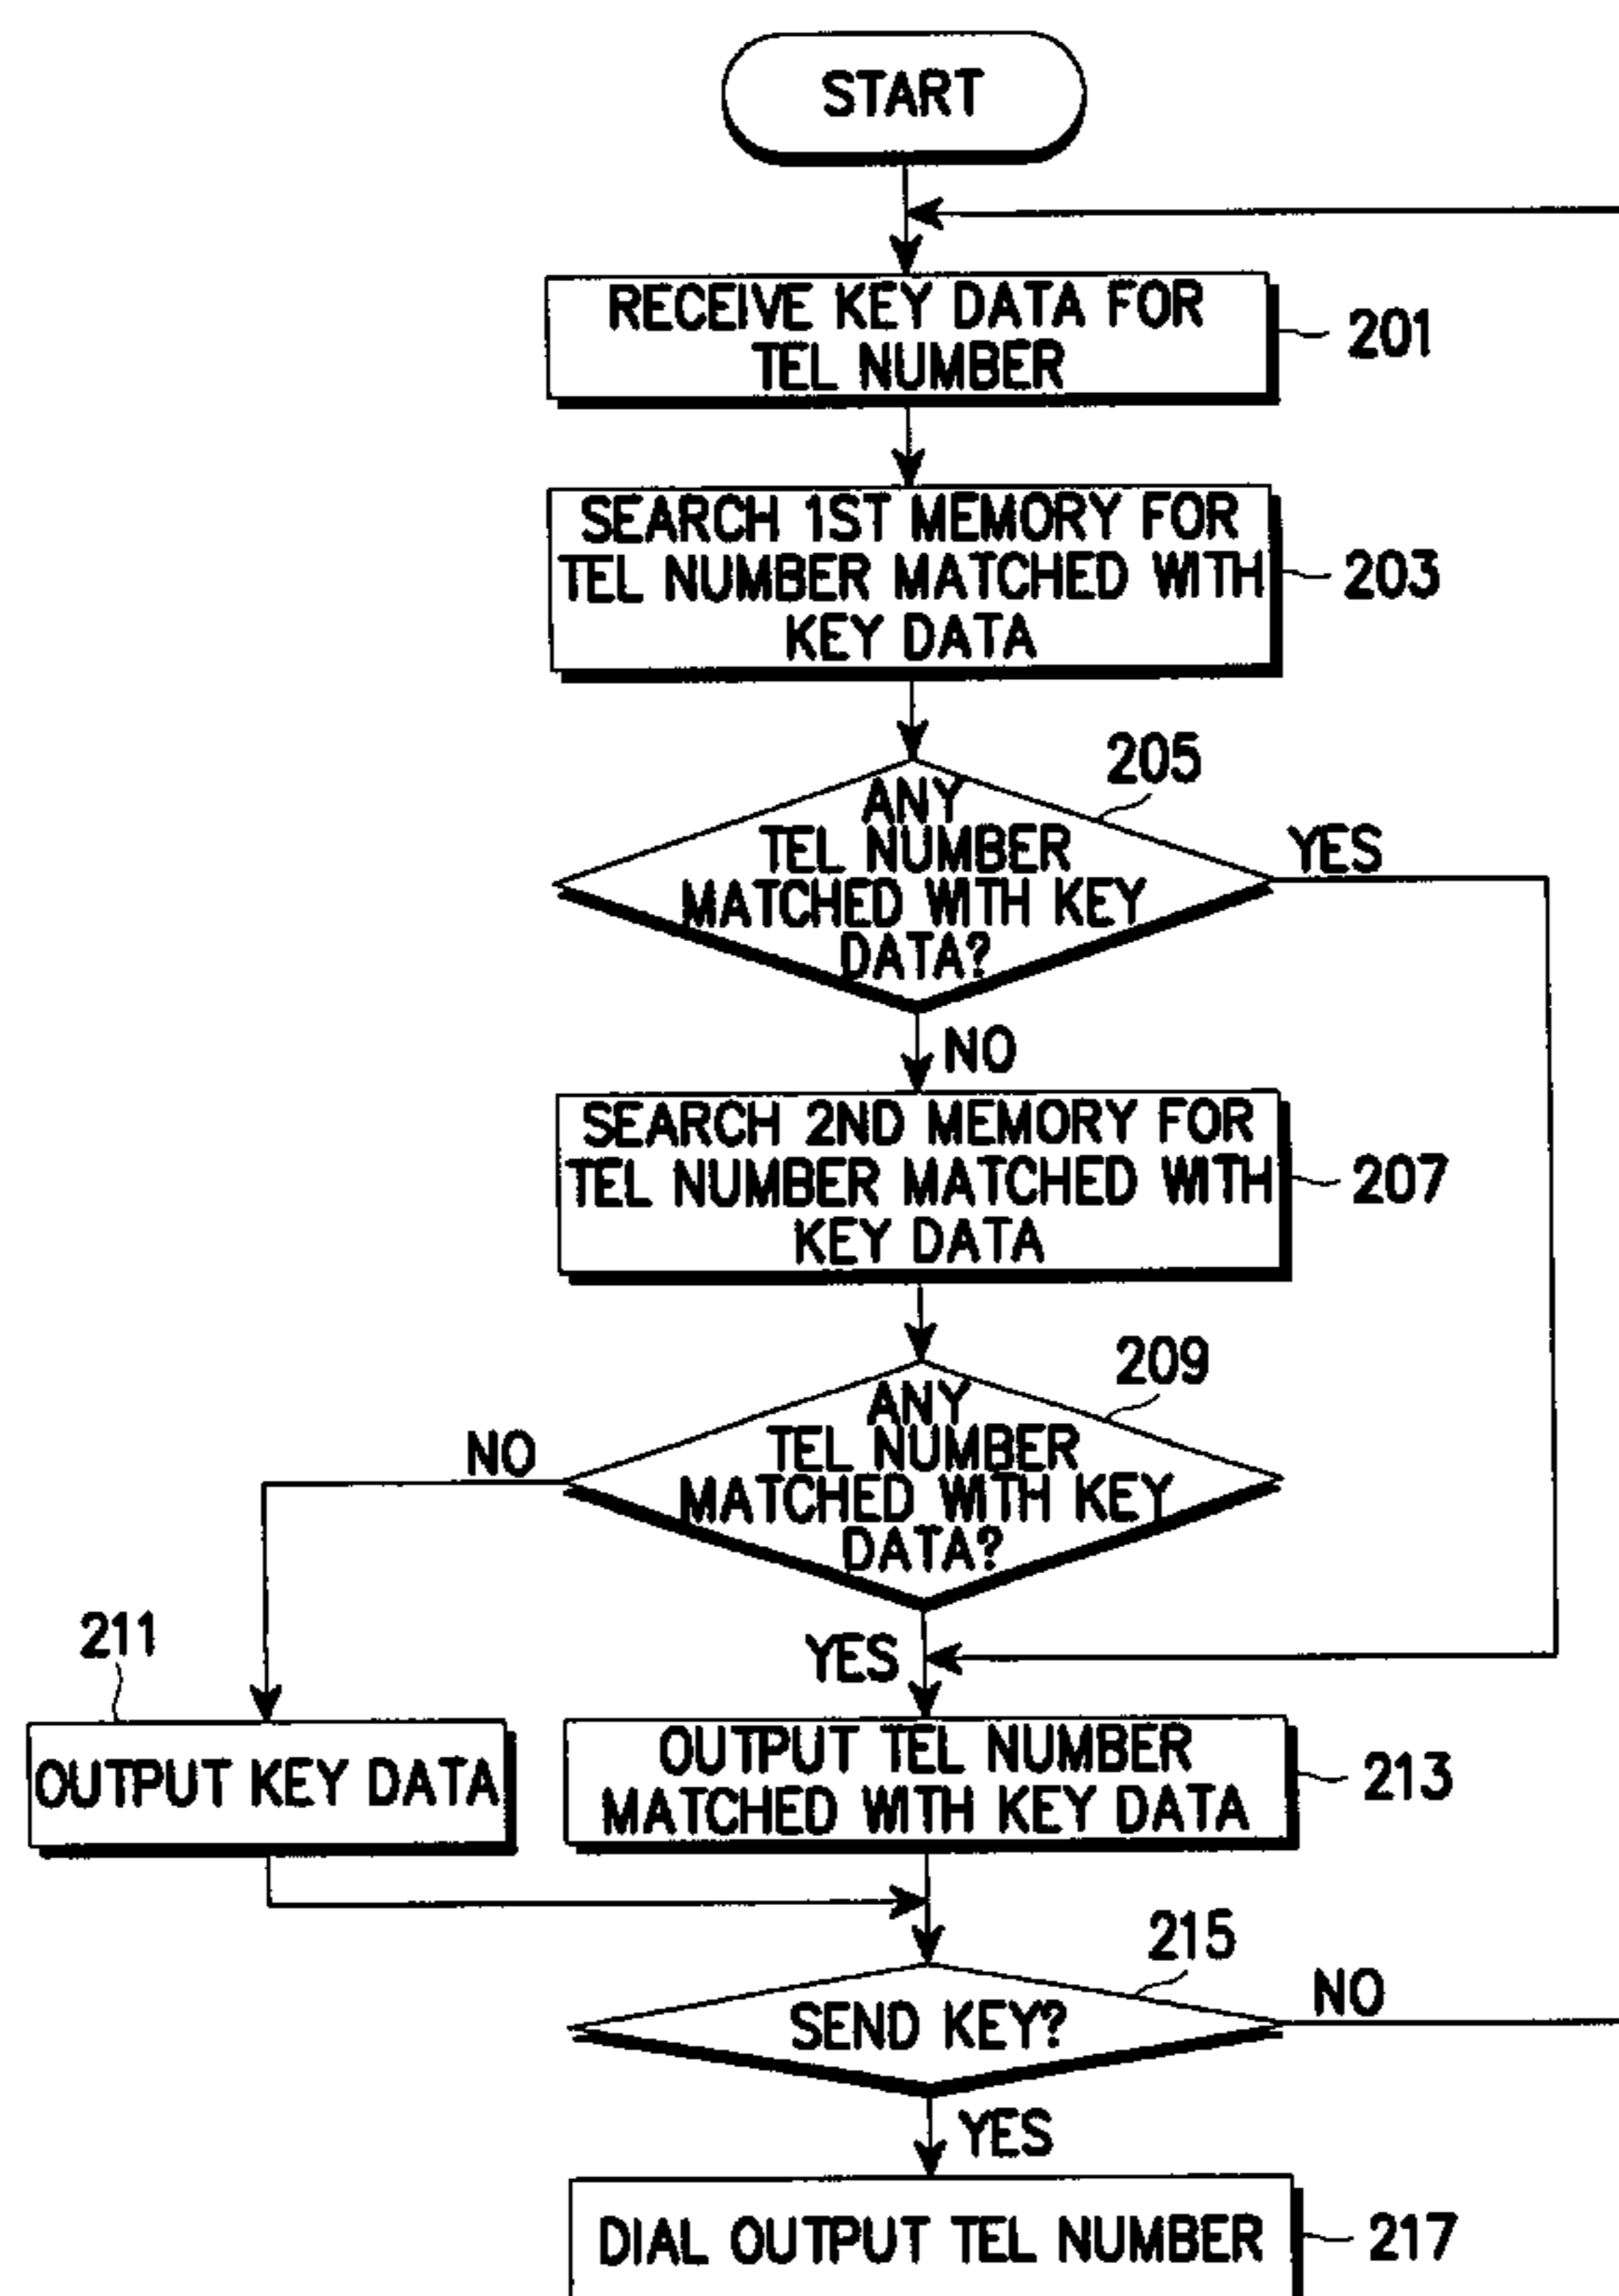 START
RECEIVE KEY DATA FOR
TEL NUMBER
201
SEARCH 1ST MEMORY FOR
TEL NUMBER MATCHED WITH
KEY DATA
203
205
ANY
TEL NUMBER
MATCHED WITH KEY
DATA?
YES
NO
SEARCH 2ND MEMORY FOR
TEL NUMBER MATCHED WITH
KEY DATA
207
209
ANY
TEL NUMBER
MATCHED WITH KEY
DATA?
NO
YES
211
OUTPUT KEY DATA
OUTPUT TEL NUMBER
MATCHED WITH KEY DATA
213
215
SEND KEY?
NO
YES
DIAL OUTPUT TEL NUMBER
217